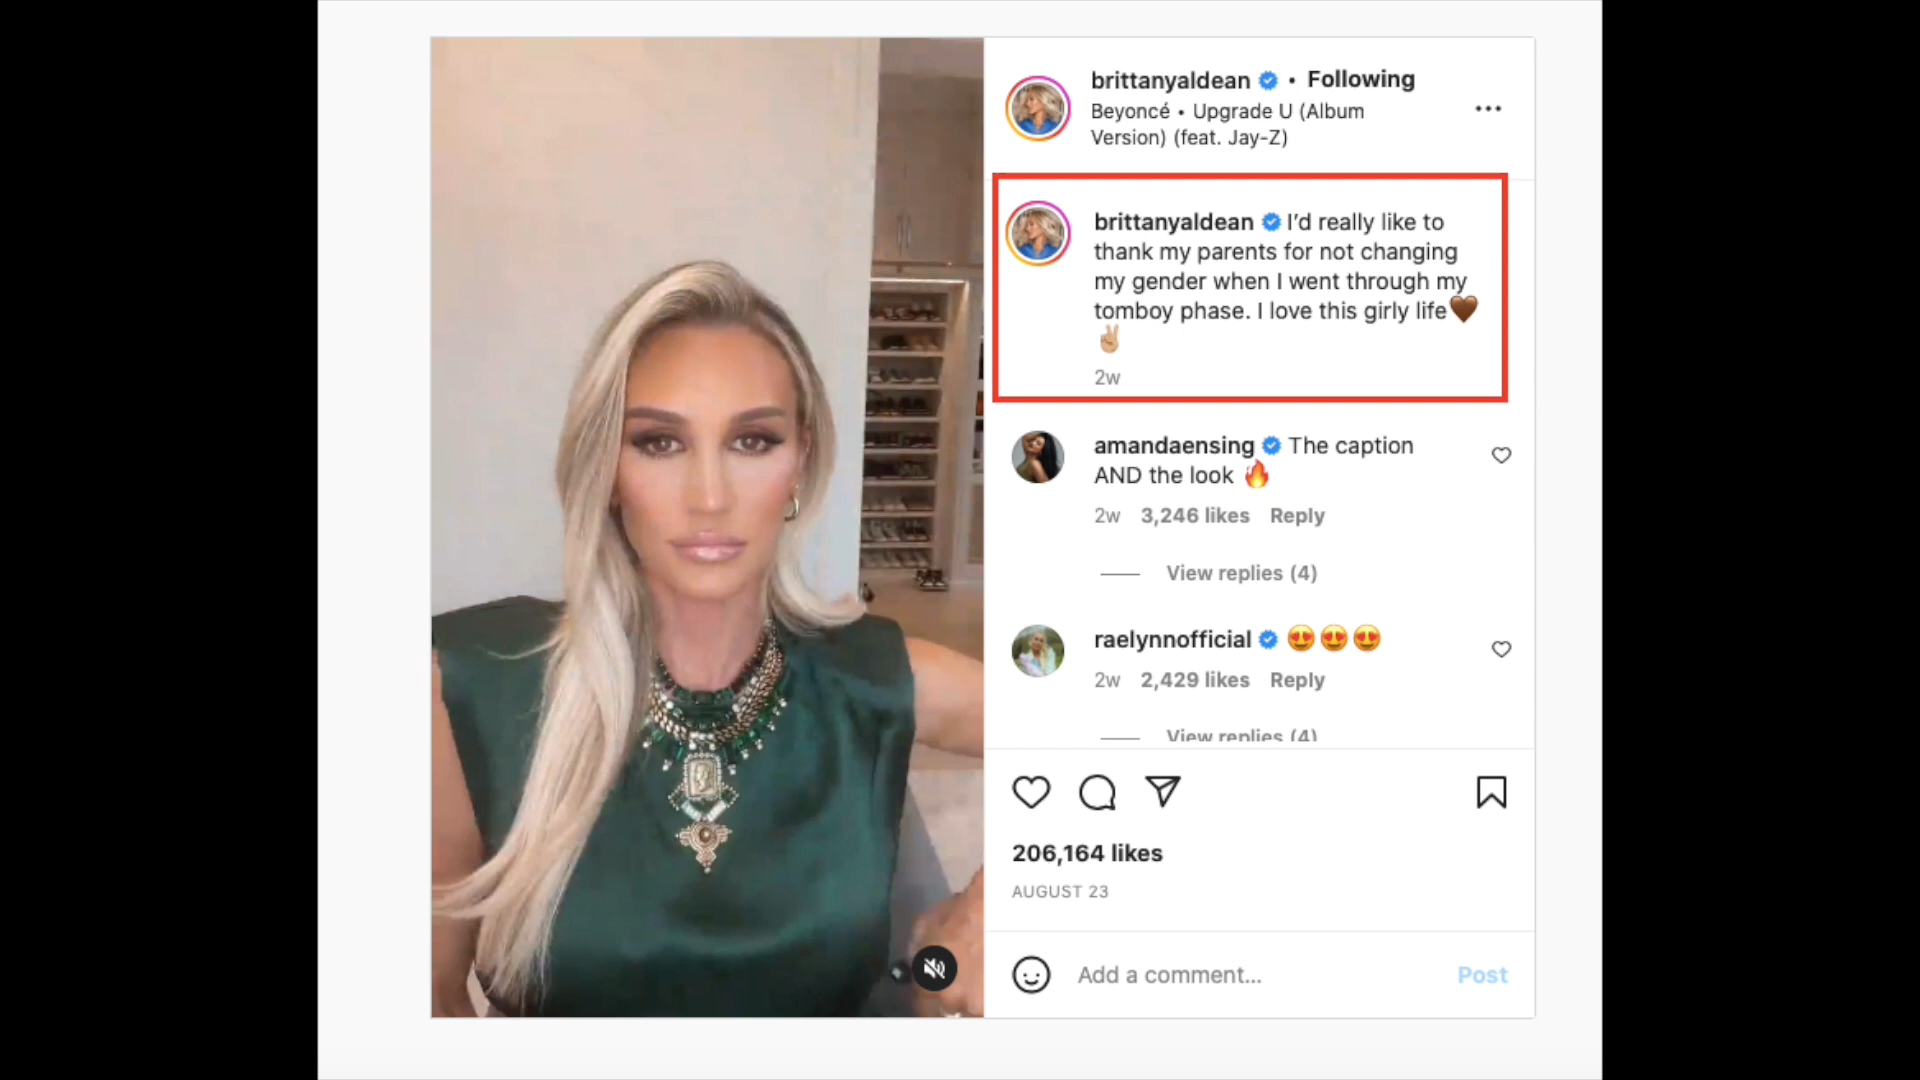 brittanyaldean • Following
Beyoncé • Upgrade U (Album
Version) (feat. Jay-Z)
brittanyaldean I’d really like to
thank my parents for not changing
my gender when I went through my
tomboy phase. I love this girly life🤎
✌🏼
2w
amandaensing The caption
AND the look 🔥
2w 3,246 likes Reply
View replies (4)
raelynnofficial 😍😍😍
2w 2,429 likes Reply
View replies (4)
206,164 likes
AUGUST 23
Add a comment... Post